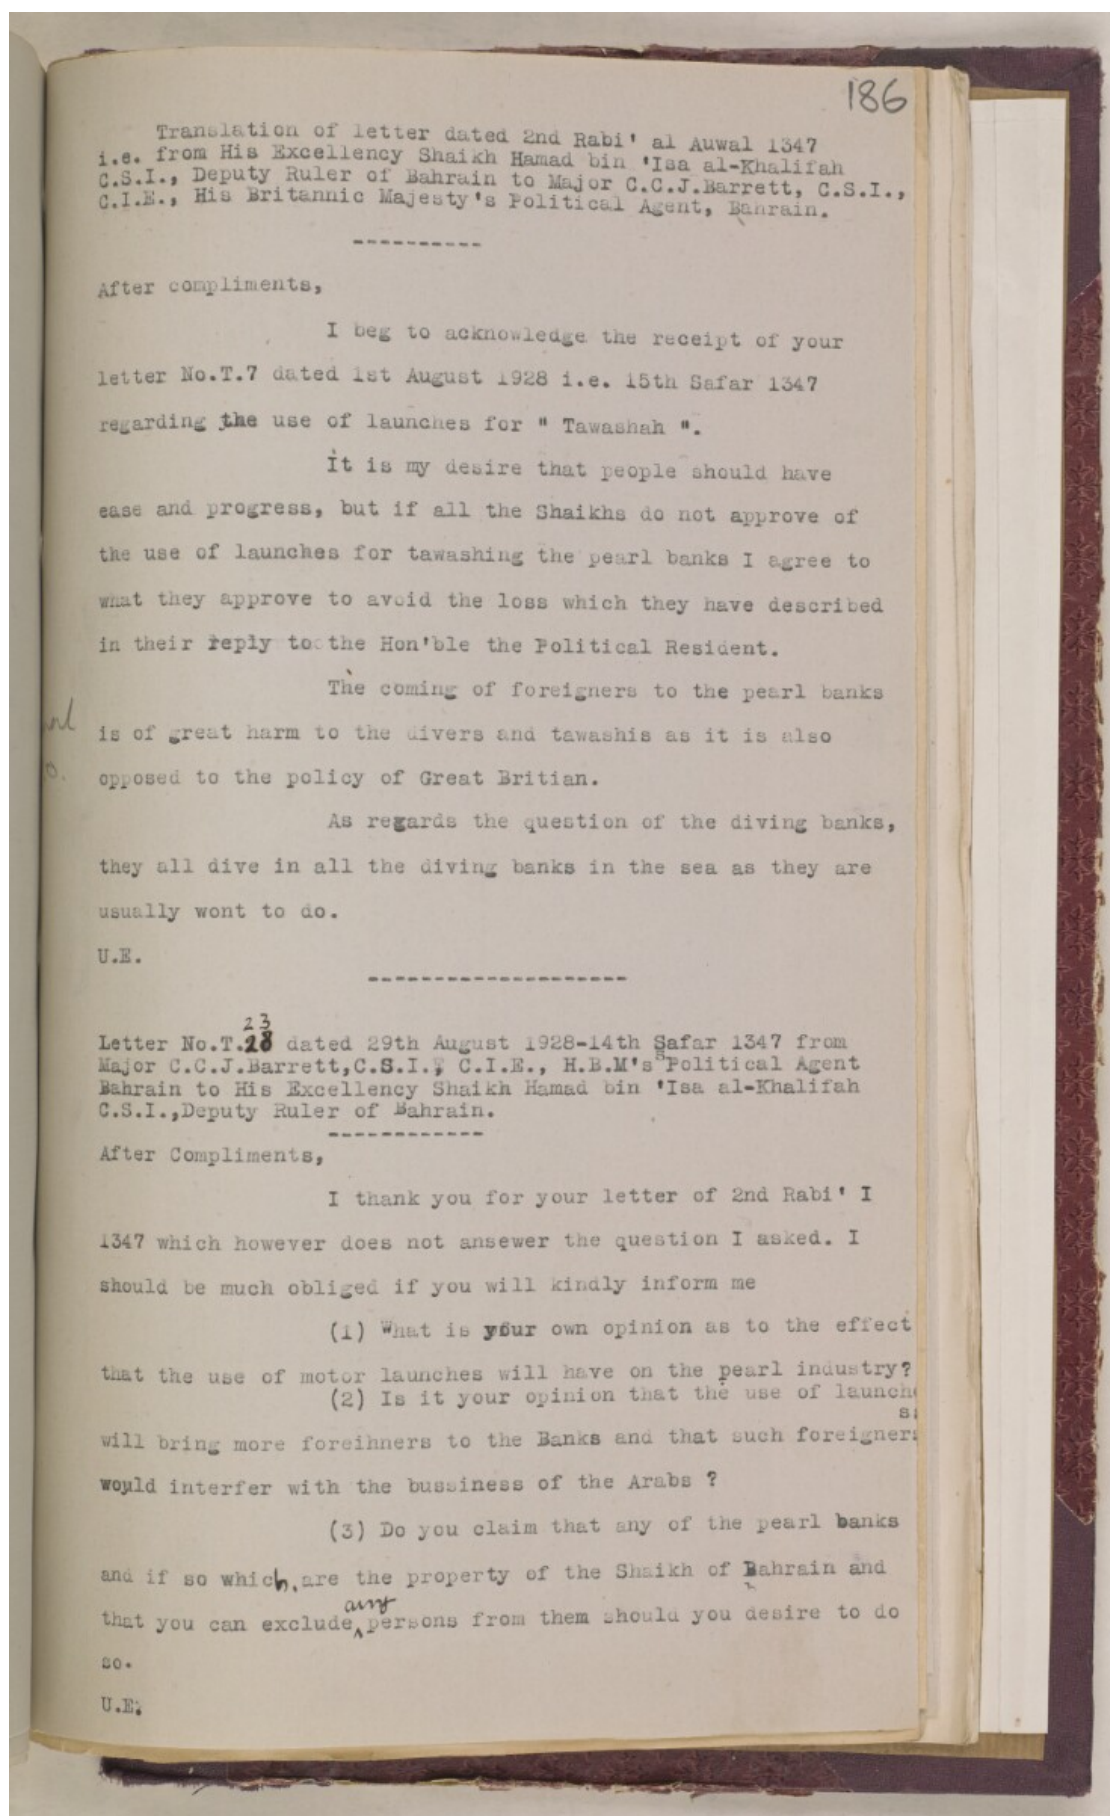 186
Translation of letter dated 2nd Rabi' al Auwal 1347
i.e. from His Excellency Shaikh Hamad bin 'Isa al-Khalifah
C.S.I., Deputy Ruler of Bahrain to Major C.C.J.Barrett, C.S.I.,
C.I.E., His Britannic Majesty's Political Agent, Bahrain.
----------
After compliments,
I beg to acknowledge the receipt of your
letter No.T.7 dated 1st August 1928 i.e. 15th Safar 1347
regarding the use of launches for " Tawashah ".
It is my desire that people should have
ease and progress, but if all the Shaikhs do not approve of
the use of launches for tawashing the pearl banks I agree to
what they approve to avoid the loss which they have described
in their reply to the Hon'ble the Political Resident.
The coming of foreigners to the pearl banks
is of great harm to the divers and tawashis as it is also
opposed to the policy of Great Britian.
As regards the question of the diving banks,
they all dive in all the diving banks in the sea as they are
usually wont to do.
U.E.
--------------------
23
Letter No.T.28 dated 29th August 1928-14th Safar 1347 from
Major C.C.J.Barrett,C.S.I., C.I.E., H.B.M's Political Agent
Bahrain to His Excellency Shaikh Hamad bin 'Isa al-Khalifah
C.S.I.,Deputy Ruler of Bahrain.
------------
After Compliments,
I thank you for your letter of 2nd Rabi' I
1347 which however does not ansewer the question I asked. I
should be much obliged if you will kindly inform me
(1) What is your own opinion as to the effect
that the use of motor launches will have on the pearl industry?
(2) Is it your opinion that the use of launche
s
will bring more foreihners to the Banks and that such foreigners
would interfer with the bussiness of the Arabs ?
(3) Do you claim that any of the pearl banks
and if so which, are the property of the Shaikh of Bahrain and
any
that you can exclude persons from them should you desire to do
so.
U.E.